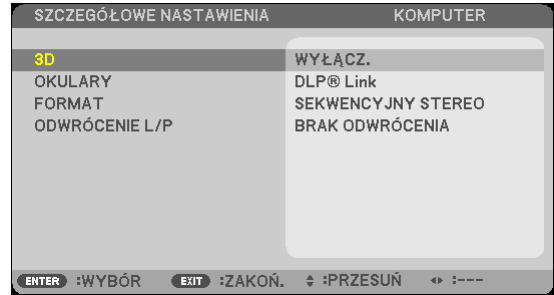 SZCZEGÓŁOWE NASTAWIENIA KOMPUTER
3D WYŁĄCZ.
OKULARY DLP® Link
FORMAT SEKWENCYJNY STEREO
ODWRÓCENIE L/P BRAK ODWRÓCENIA
ENTER :WYBÓR EXIT :ZAKOŃ. :PRZESUŃ :---